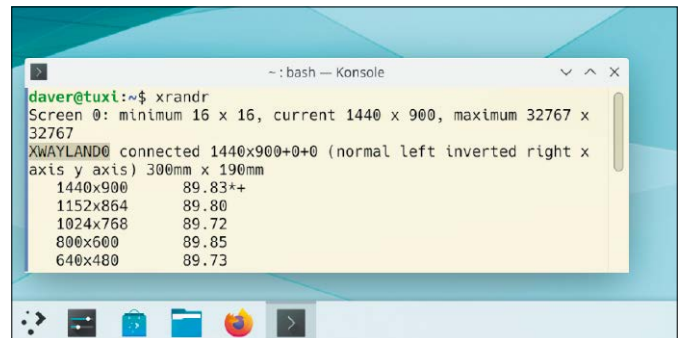 ~ : bash — Konsole
daver@tuxi:~$ xrandr
Screen 0: minimum 16 x 16, current 1440 x 900, maximum 32767 x
32767
XWAYLAND0 connected 1440x900+0+0 (normal left inverted right x
axis y axis) 300mm x 190mm
1440x900 89.83*+
1152x864 89.80
1024x768 89.72
800x600 89.85
640x480 89.73